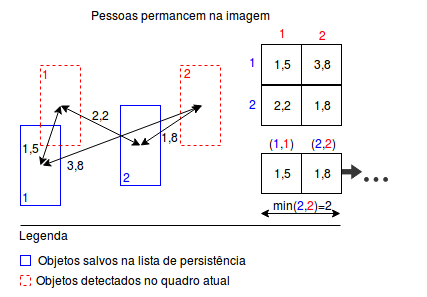 Pessoas permancem na imagem
1 2
1 2
1 1,5 3,8
2,2
2 2,2 1,8
1,5 1,8
3,8
(1,1) (2,2)
1 2
1,5 1,8 ...
min(2,2)=2
Legenda
Objetos salvos na lista de persistência
Objetos detectados no quadro atual